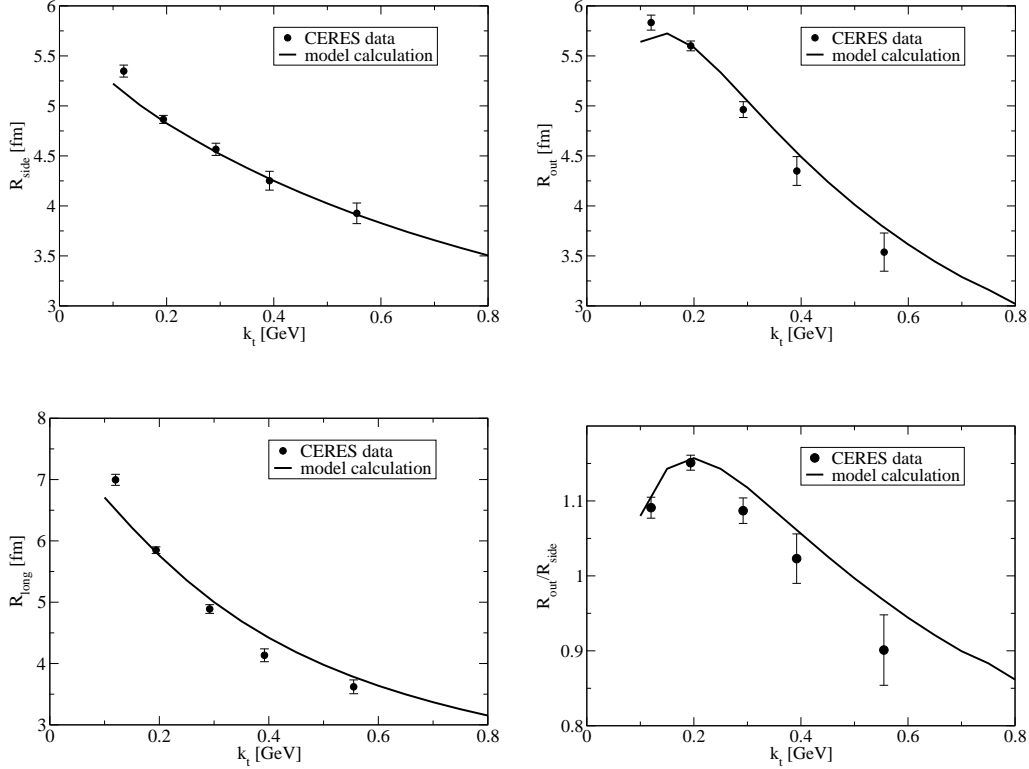 6
5.5
5
4.5
4
3.5
3
R_side [fm]
CERES data
model calculation
0
0.2
0.4
0.6
0.8
k_t [GeV]
6
5.5
5
4.5
4
3.5
3
R_out [fm]
CERES data
model calculation
0
0.2
0.4
0.6
0.8
k_t [GeV]
8
7
6
5
4
3
R_long [fm]
CERES data
model calculation
0
0.2
0.4
0.6
0.8
k_t [GeV]
1.1
1
0.9
0.8
R_out/R_side
CERES data
model calculation
0
0.2
0.4
0.6
0.8
k_t [GeV]